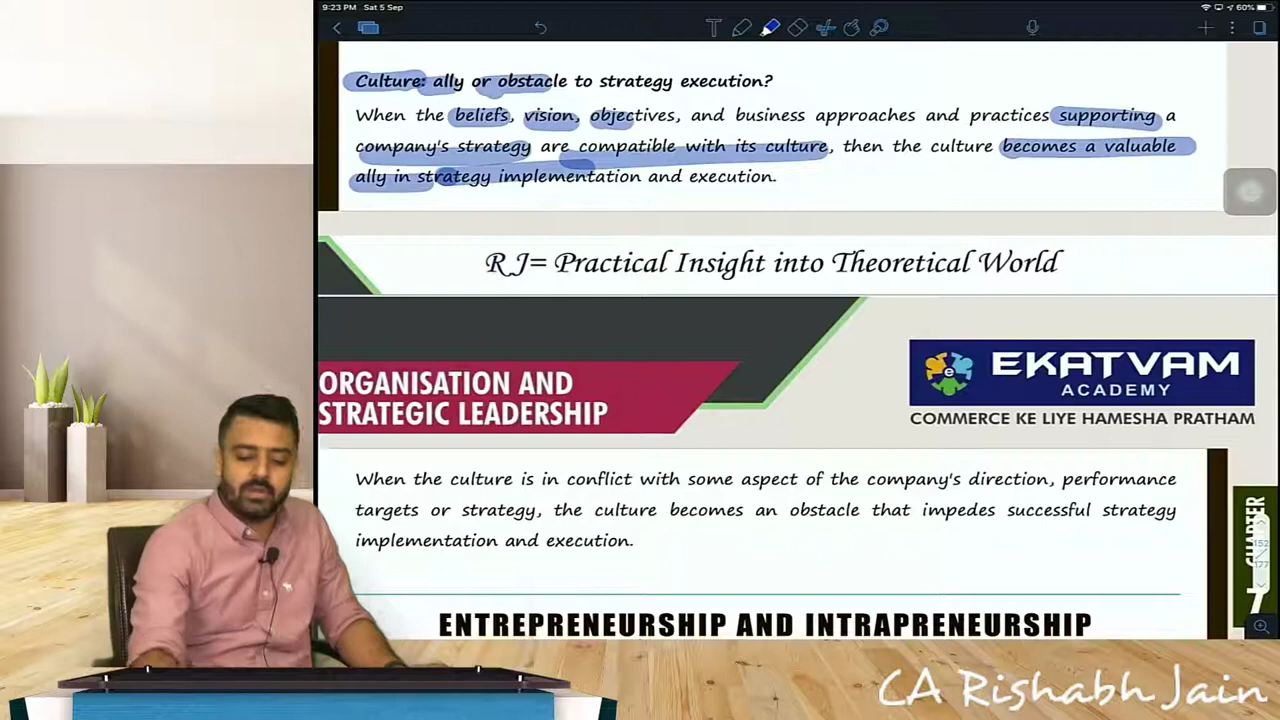 9:23 PM Sat 5 Sep
60%
T
Culture: ally or obstacle to strategy execution?
When the beliefs, vision, objectives, and business approaches and practices supporting a
company's strategy are compatible with its culture, then the culture becomes a valuable
ally in strategy implementation and execution.
R J= Practical Insight into Theoretical World
ORGANISATION AND
STRATEGIC LEADERSHIP
e
EKATVAM
ACADEMY
COMMERCE KE LIYE HAMESHA PRATHAM
When the culture is in conflict with some aspect of the company's direction, performance
targets or strategy, the culture becomes an obstacle that impedes successful strategy
implementation and execution.
CHAPTER
7
152
177
ENTREPRENEURSHIP AND INTRAPRENEURSHIP
CA Rishabh Jain